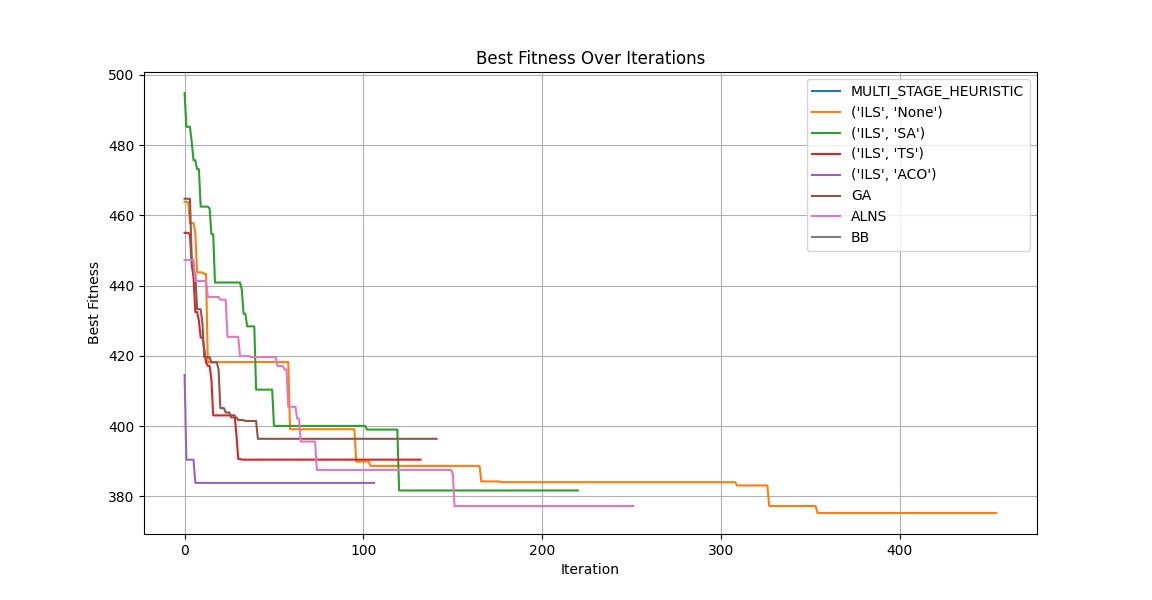 Best Fitness Over Iterations
500
480
460
440
420
400
380
Best Fitness
0
100
200
300
400
Iteration
MULTI_STAGE_HEURISTIC
('ILS', 'None')
('ILS', 'SA')
('ILS', 'TS')
('ILS', 'ACO')
GA
ALNS
BB